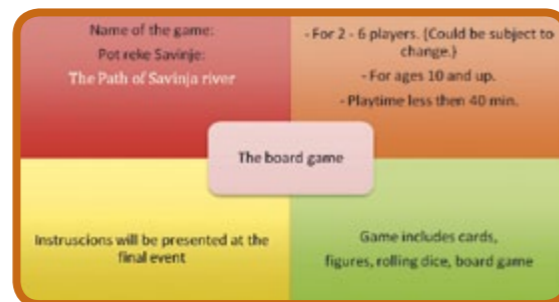 Name of the game:
Pot reke Savinje:
The Path of Savinja river
- For 2 - 6 players. (Could be subject to
change.)
- For ages 10 and up.
- Playtime less then 40 min.
The board game
Instruscions will be presented at the
final event
Game includes cards,
figures, rolling dice, board game